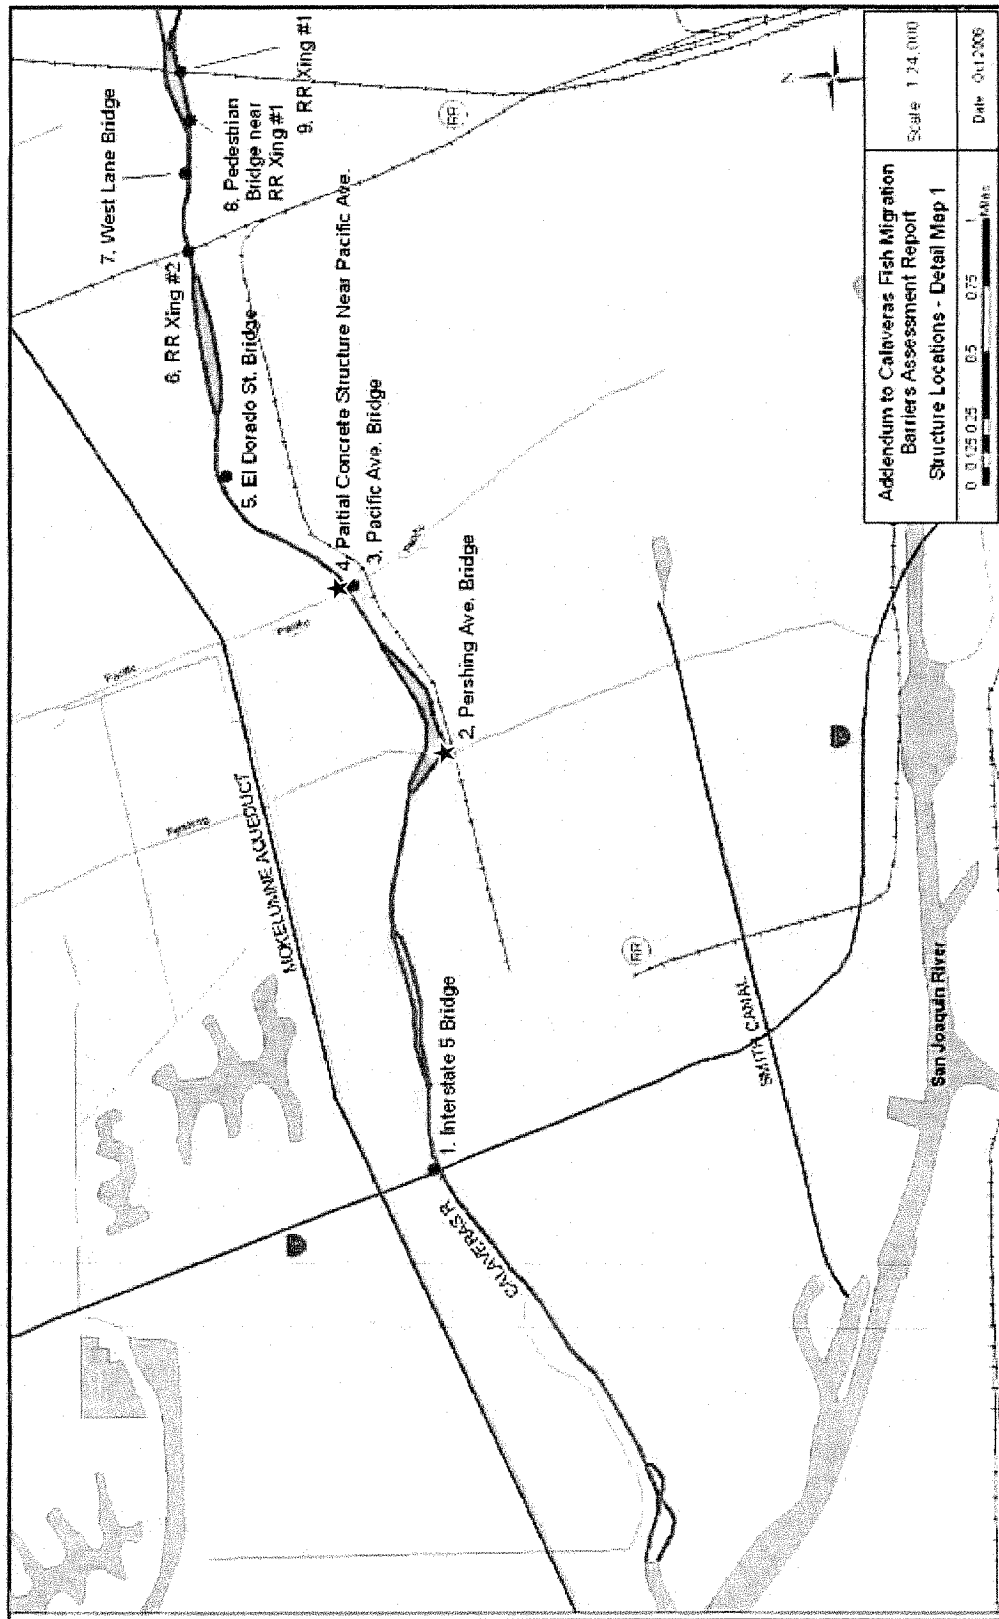 7. West Lane Bridge
8. Pedestrian
Bridge near
RR Xing #1
9. RR Xing #1
RR
6. RR Xing #2
5. El Dorado St. Bridge
4. Partial Concrete Structure Near Pacific Ave.
3. Pacific Ave. Bridge
Pacific
Pacific
2. Pershing Ave. Bridge
Pershing
MOKELUMNE AQUEDUCT
1. Interstate 5 Bridge
CALAVERAS R
RR
SMITH CANAL
San Joaquin River
N
Addendum to Calaveras Fish Migration
Barriers Assessment Report
Structure Locations - Detail Map 1
Scale 1:24,000
0 0.125 0.25 0.5 0.75 1
Miles
Date Oct 2006